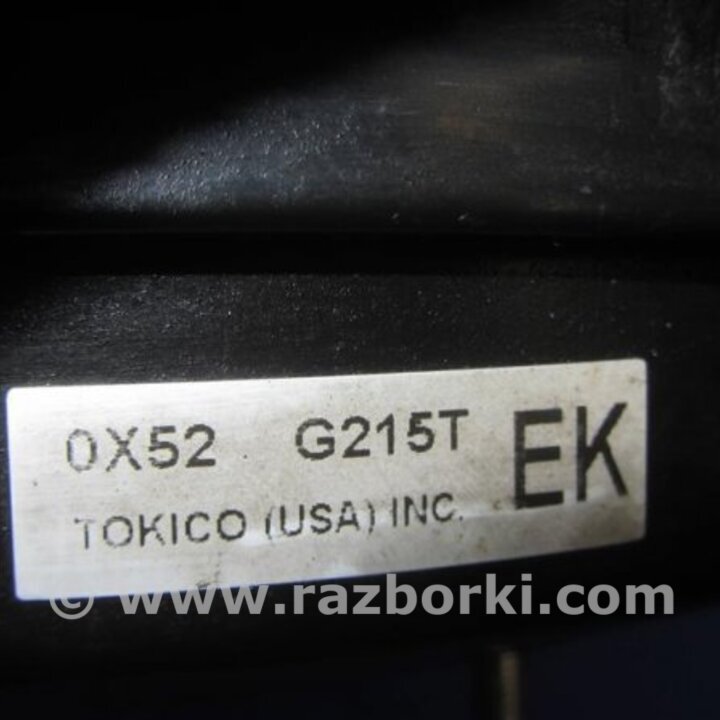 0X52 G215T EK
TOKICO (USA) INC.
© www.razborki.com